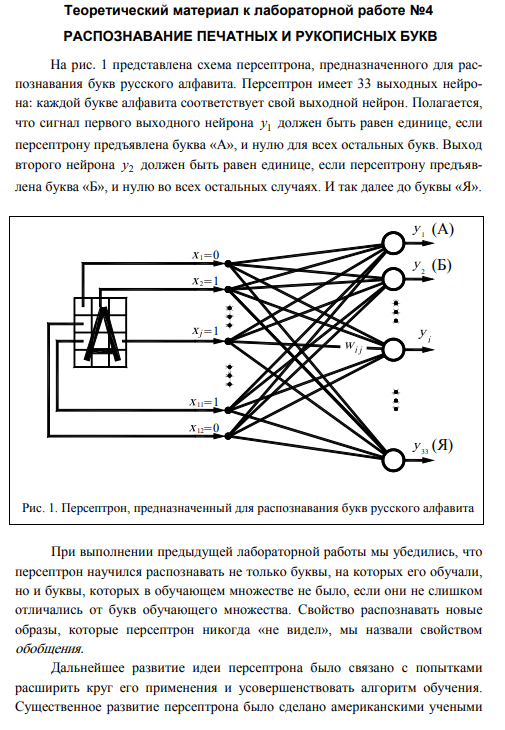 Теоретический материал к лабораторной работе №4
РАСПОЗНАВАНИЕ ПЕЧАТНЫХ И РУКОПИСНЫХ БУКВ
На рис. 1 представлена схема персептрона, предназначенного для рас-
познавания букв русского алфавита. Персептрон имеет 33 выходных нейро-
на: каждой букве алфавита соответствует свой выходной нейрон. Полагается,
что сигнал первого выходного нейрона y1 должен быть равен единице, если
персептрону предъявлена буква «А», и нулю для всех остальных букв. Выход
второго нейрона y2 должен быть равен единице, если персептрону предъяв-
лена буква «Б», и нулю во всех остальных случаях. И так далее до буквы «Я».
x1=0
x2=1
xj=1
x11=1
x12=0
А
wij
y1 (А)
y2 (Б)
yi
y33 (Я)
Рис. 1. Персептрон, предназначенный для распознавания букв русского алфавита
При выполнении предыдущей лабораторной работы мы убедились, что
персептрон научился распознавать не только буквы, на которых его обучали,
но и буквы, которых в обучающем множестве не было, если они не слишком
отличались от букв обучающего множества. Свойство распознавать новые
образы, которые персептрон никогда «не видел», мы назвали свойством
обобщения.
Дальнейшее развитие идеи персептрона было связано с попытками
расширить круг его применения и усовершенствовать алгоритм обучения.
Существенное развитие персептрона было сделано американскими учеными